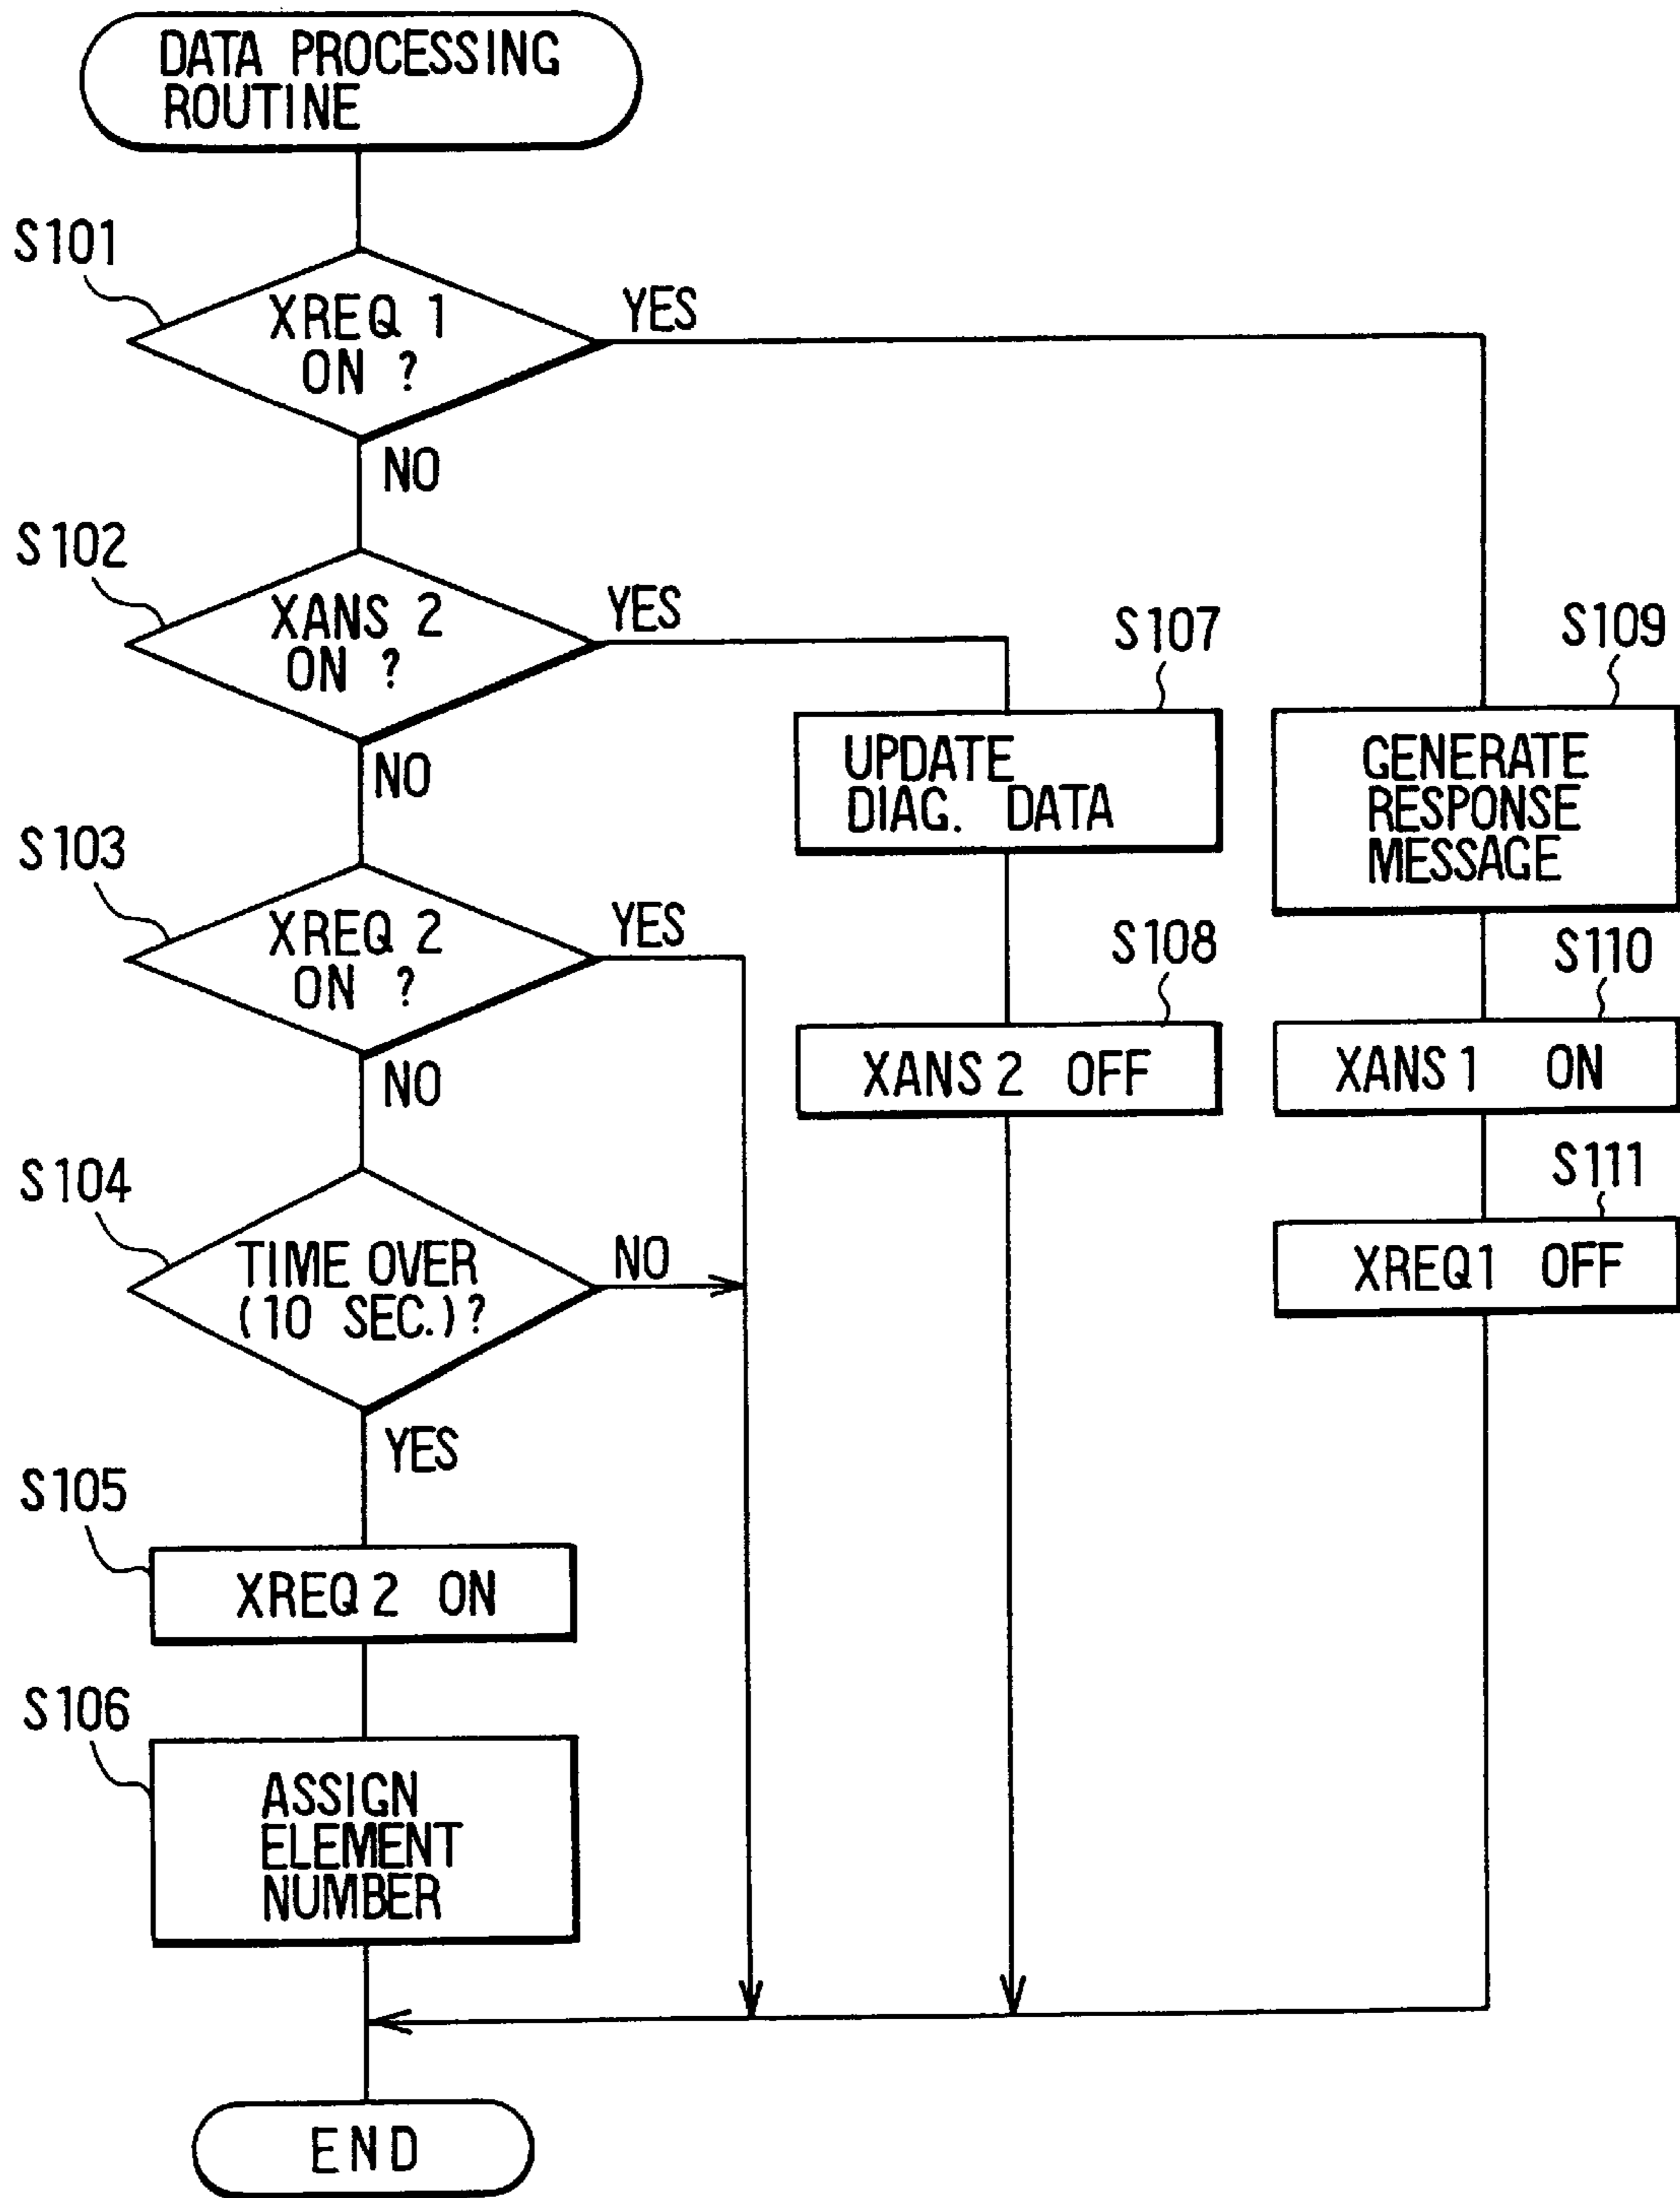 DATA PROCESSING
ROUTINE
S101
XREQ 1
ON ?
YES
NO
S102
XANS 2
ON ?
YES
NO
S107
UPDATE
DIAG. DATA
S109
GENERATE
RESPONSE
MESSAGE
S103
XREQ 2
ON ?
YES
NO
S108
XANS 2 OFF
S110
XANS 1 ON
S104
TIME OVER
(10 SEC.)?
NO
YES
S111
XREQ1 OFF
S105
XREQ 2 ON
S106
ASSIGN
ELEMENT
NUMBER
END